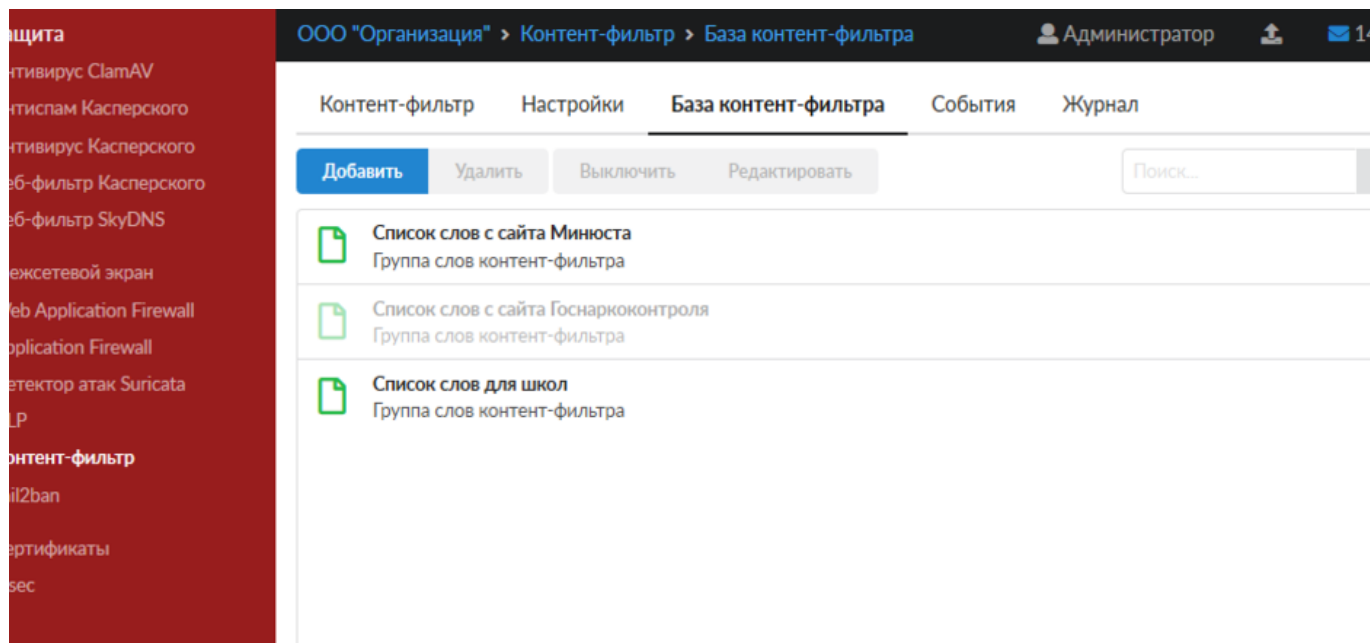 ащита
нтивирус ClamAV
нтиспам Касперского
нтивирус Касперского
еб-фильтр Касперского
еб-фильтр SkyDNS
ежсетевой экран
Web Application Firewall
pplication Firewall
етектор атак Suricata
LP
онтент-фильтр
ail2ban
ертификаты
sec
ООО "Организация" > Контент-фильтр > База контент-фильтра Администратор 14
Контент-фильтр Настройки База контент-фильтра События Журнал
Добавить Удалить Выключить Редактировать Поиск...
Список слов с сайта Минюста
Группа слов контент-фильтра
Список слов с сайта Госнаркоконтроля
Группа слов контент-фильтра
Список слов для школ
Группа слов контент-фильтра